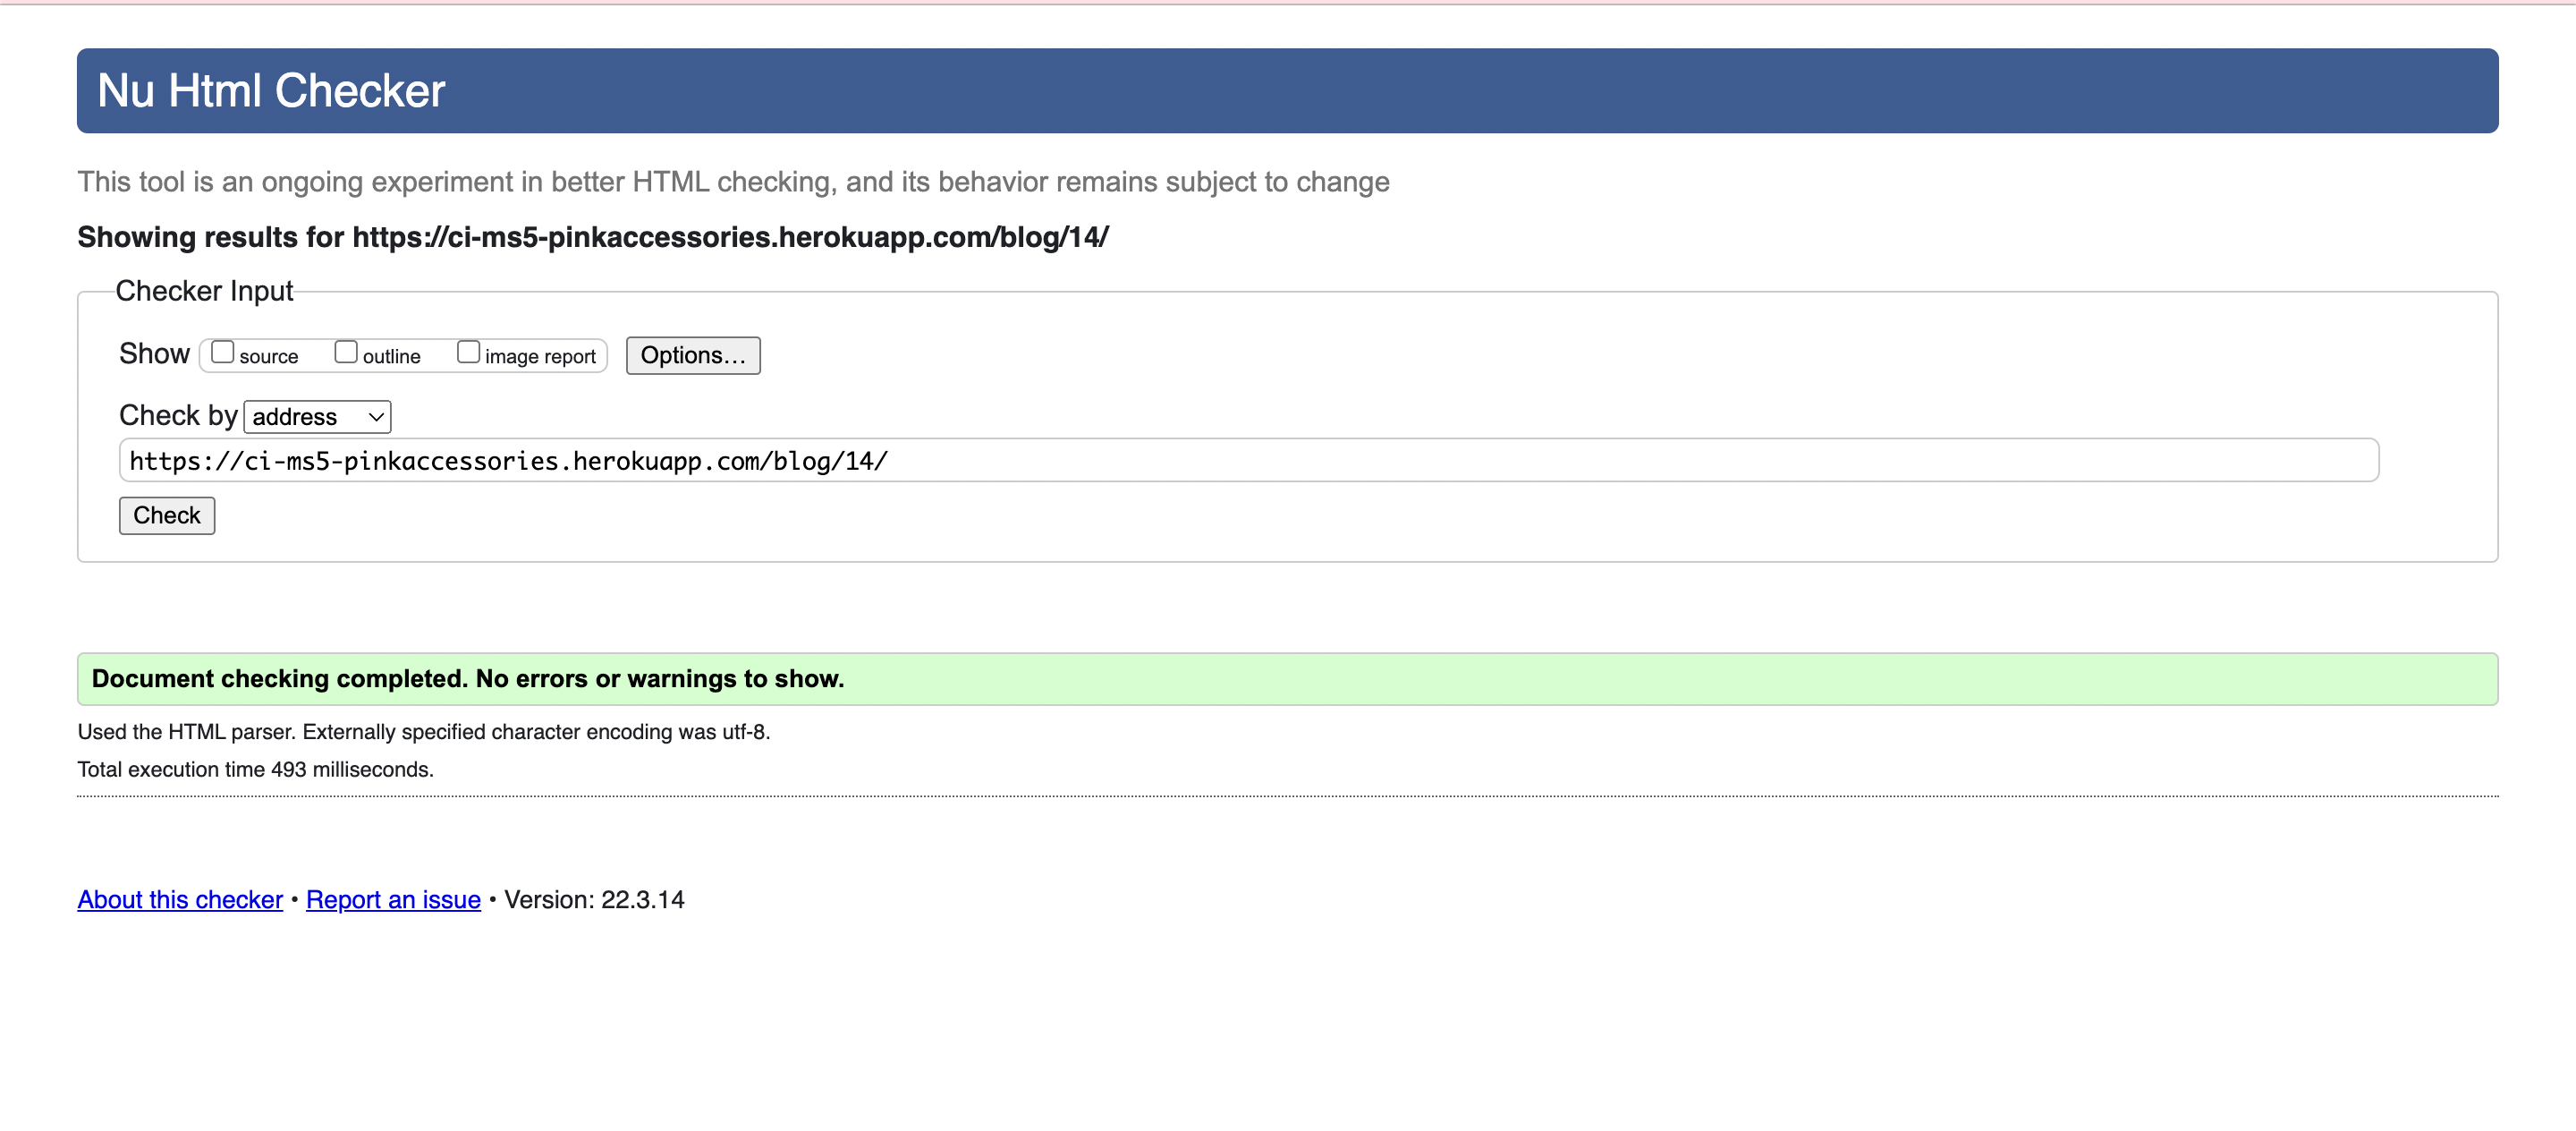 Nu Html Checker
This tool is an ongoing experiment in better HTML checking, and its behavior remains subject to change
Showing results for https://ci-ms5-pinkaccessories.herokuapp.com/blog/14/
Checker Input
Show source outline image report Options...
Check by address
https://ci-ms5-pinkaccessories.herokuapp.com/blog/14/
Check
Document checking completed. No errors or warnings to show.
Used the HTML parser. Externally specified character encoding was utf-8.
Total execution time 493 milliseconds.
About this checker • Report an issue • Version: 22.3.14